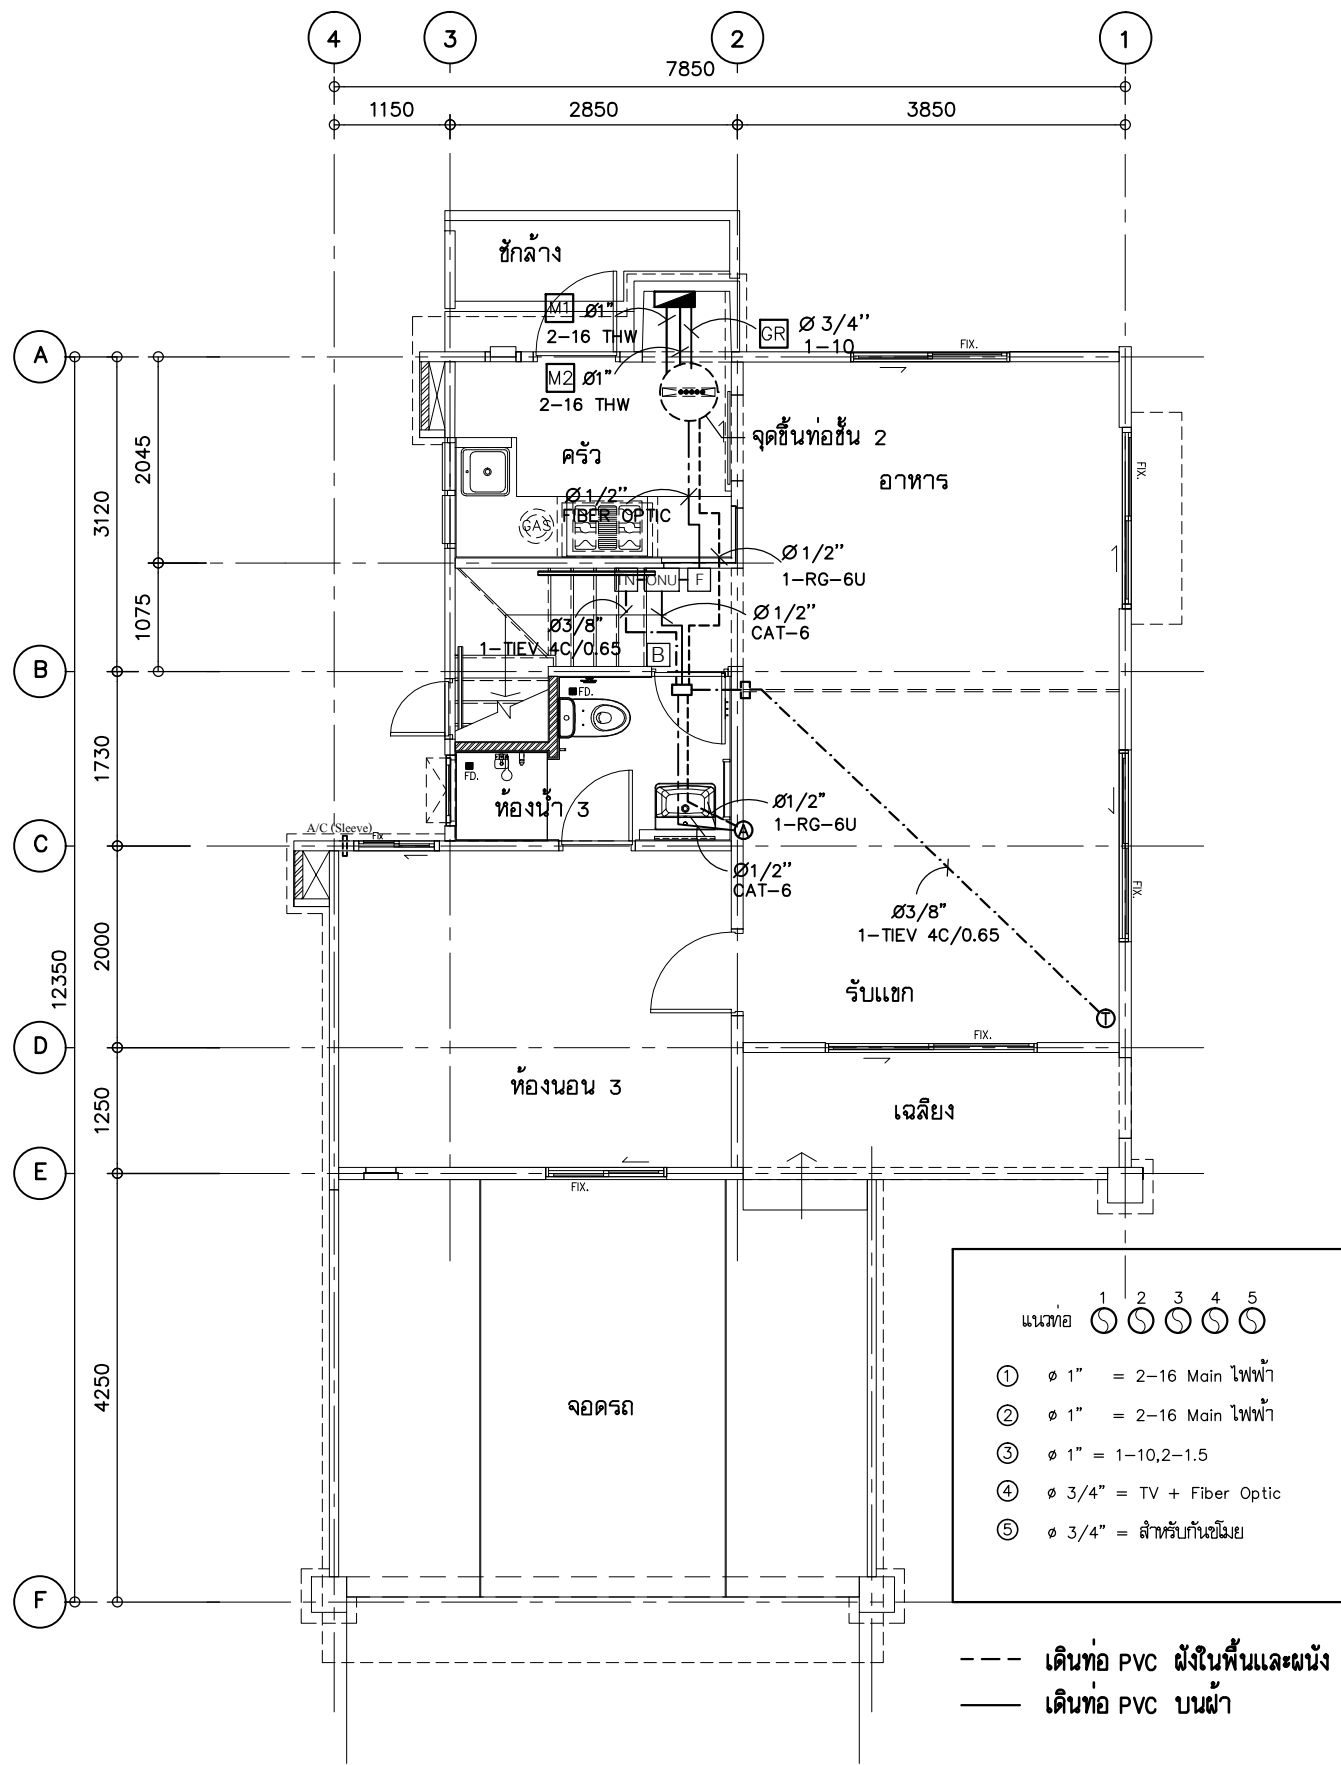 4 3 2 1
7850
1150 2850 3850
ซักล้าง
M1 Ø1”
2-16 THW
GR Ø 3/4’’
1-10
A
FIX.
M2 Ø1”
2-16 THW
จุดขึ้นท่อชั้น 2
ครัว
อาหาร
FIX.
2045
3120
Ø 1/2’’
FIBER OPTIC
GAS
Ø 1/2”
1-RG-6U
ONU F
1075
Ø3/8”
1-TIEV 4C/0.65
Ø 1/2”
CAT-6
B
B
FD.
1730
FD.
ห้องน้ำ 3
Ø1/2”
1-RG-6U
A
A/C (Sleeve)
FIX
C
Ø1/2’’
CAT-6
FIX.
Ø3/8”
1-TIEV 4C/0.65
2000
12350
รับแขก
T
D
FIX.
ห้องนอน 3
1250
เฉลียง
E
FIX.
1 2 3 4 5
แนวท่อ
1 ø 1” = 2-16 Main ไฟฟ้า
2 ø 1” = 2-16 Main ไฟฟ้า
3 ø 1” = 1-10,2-1.5
4 ø 3/4” = TV + Fiber Optic
5 ø 3/4” = สำหรับกันขโมย
4250
จอดรถ
F
เดินท่อ PVC ฝังในพื้นและผนัง
เดินท่อ PVC บนฝ้า